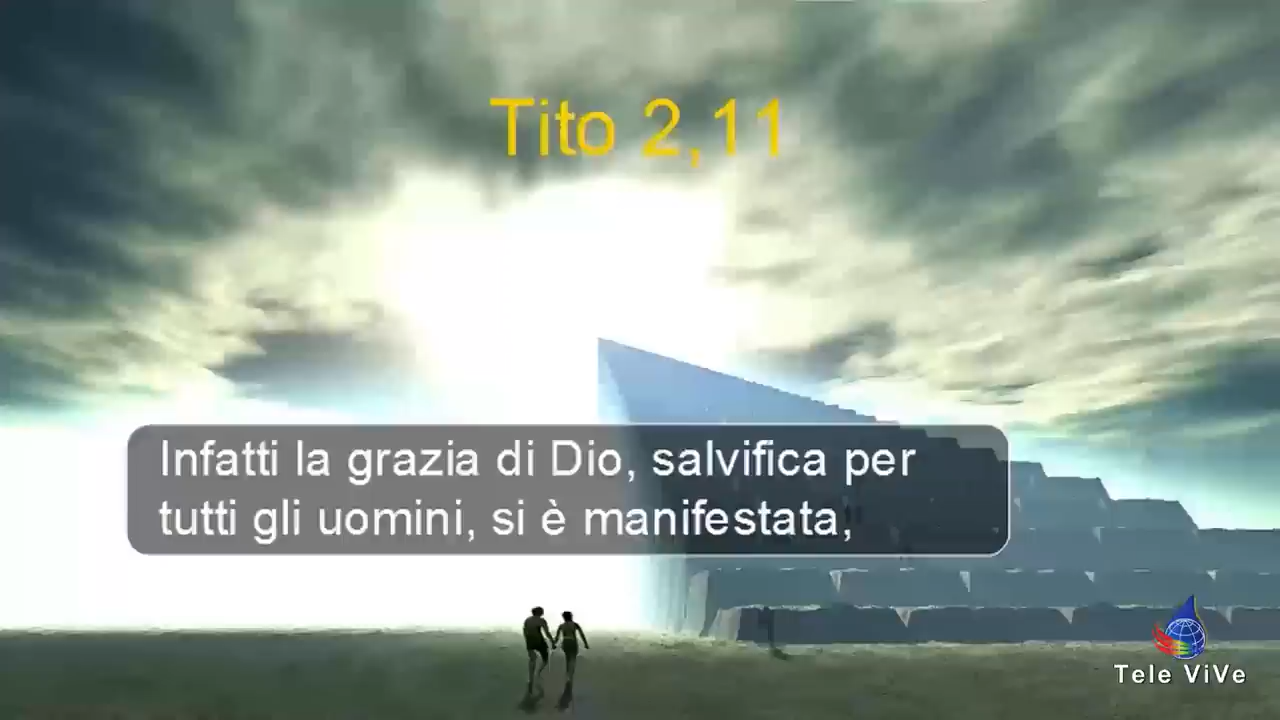 Tito 2,11
Infatti la grazia di Dio, salvifica per
tutti gli uomini, si è manifestata,
Tele ViVe